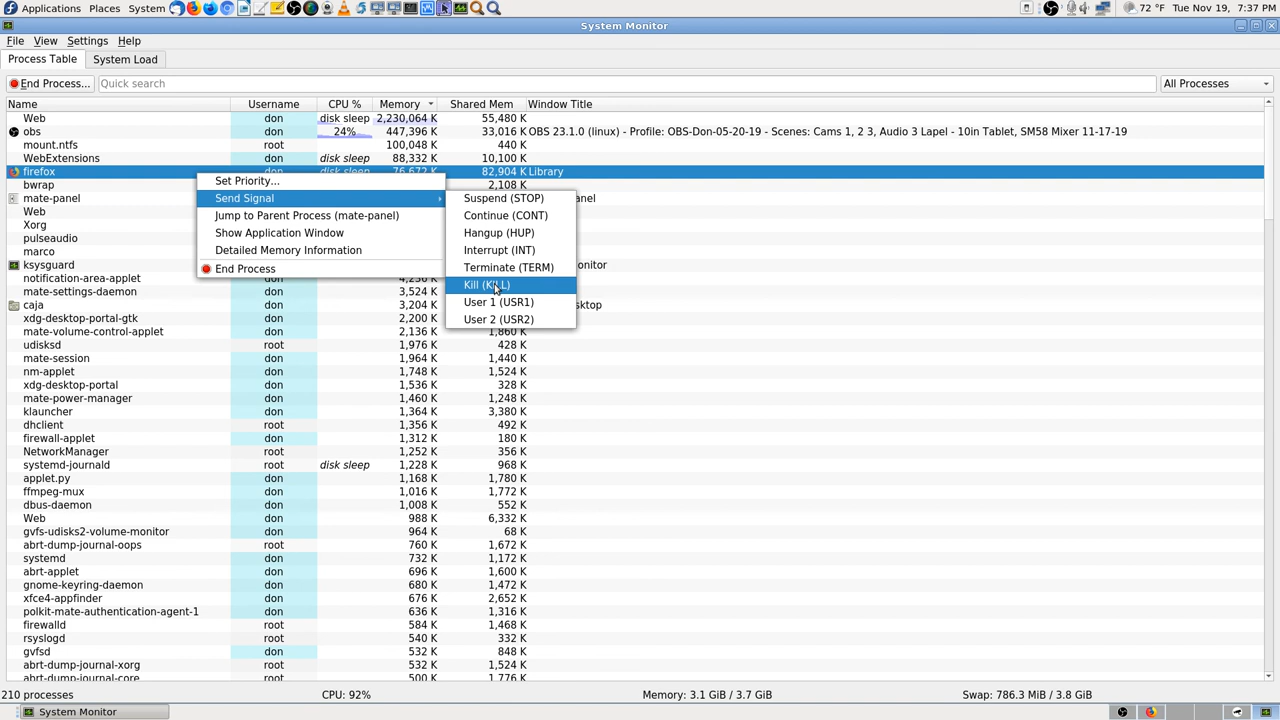 Applications Places System 72 °F Tue Nov 19, 7:37 PM
System Monitor
File View Settings Help
Process Table System Load
End Process... Quick search All Processes
Name Username CPU % Memory Shared Mem Window Title
Web don disk sleep 2,230,064 K 55,480 K
obs don 24% 447,396 K 33,016 K OBS 23.1.0 (linux) - Profile: OBS-Don-05-20-19 - Scenes: Cams 1, 2 3, Audio 3 Lapel - 10in Tablet, SM58 Mixer 11-17-19
mount.ntfs root 100,048 K 440 K
WebExtensions don disk sleep 88,332 K 10,100 K
firefox don disk sleep 76,672 K 82,904 K Library
bwrap 2,108 K
mate-panel
Web
Xorg
pulseaudio
marco
ksysguard
notification-area-applet don 4,256 K
mate-settings-daemon don 3,524 K
caja don 3,204 K
xdg-desktop-portal-gtk don 2,200 K
mate-volume-control-applet don 2,136 K 1,860 K
udisksd root 1,976 K 428 K
mate-session don 1,964 K 1,440 K
nm-applet don 1,748 K 1,524 K
xdg-desktop-portal don 1,536 K 328 K
mate-power-manager don 1,460 K 1,248 K
klauncher don 1,364 K 3,380 K
dhclient root 1,356 K 492 K
firewall-applet don 1,312 K 180 K
NetworkManager root 1,252 K 356 K
systemd-journald root disk sleep 1,228 K 968 K
applet.py don 1,168 K 1,780 K
ffmpeg-mux don 1,016 K 1,772 K
dbus-daemon don 1,008 K 552 K
Web don 988 K 6,332 K
gvfs-udisks2-volume-monitor don 964 K 68 K
abrt-dump-journal-oops root 760 K 1,672 K
systemd don 732 K 1,172 K
abrt-applet don 696 K 1,600 K
gnome-keyring-daemon don 680 K 1,472 K
xfce4-appfinder don 676 K 2,652 K
polkit-mate-authentication-agent-1 don 636 K 1,316 K
firewalld root 584 K 1,468 K
rsyslogd root 540 K 332 K
gvfsd don 532 K 848 K
abrt-dump-journal-xorg root 532 K 1,524 K
abrt-dump-journal-core root 500 K 1,776 K
Set Priority...
Send Signal
Jump to Parent Process (mate-panel)
Show Application Window
Detailed Memory Information
End Process
Suspend (STOP)
Continue (CONT)
Hangup (HUP)
Interrupt (INT)
Terminate (TERM)
Kill (KILL)
User 1 (USR1)
User 2 (USR2)
210 processes CPU: 92% Memory: 3.1 GiB / 3.7 GiB Swap: 786.3 MiB / 3.8 GiB
System Monitor